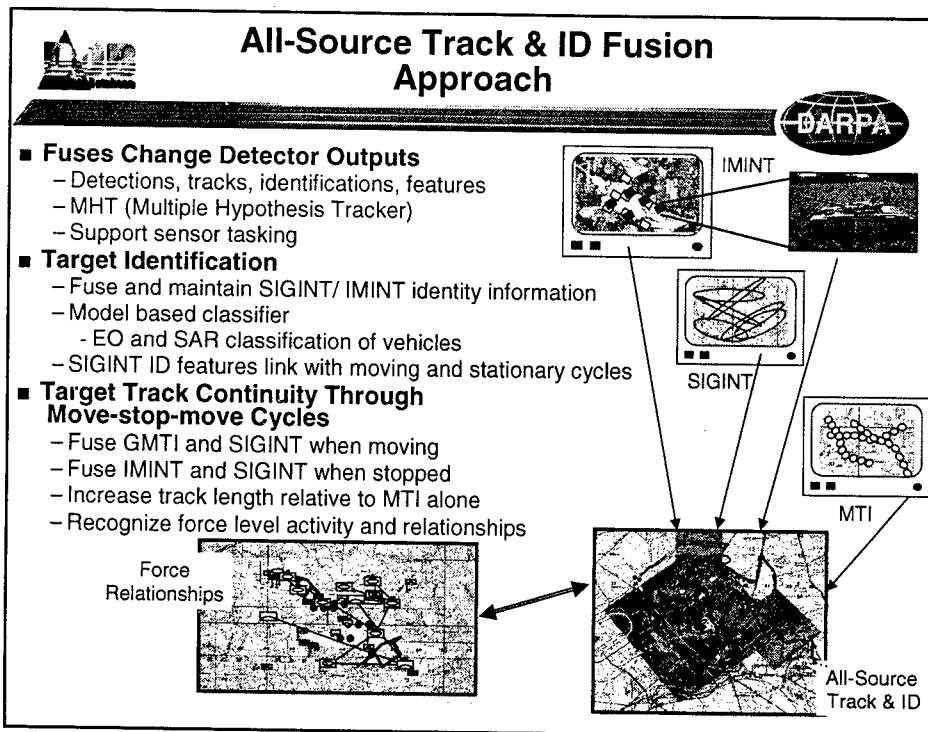 All-Source Track & ID Fusion
Approach
DARPA
■ Fuses Change Detector Outputs
– Detections, tracks, identifications, features
– MHT (Multiple Hypothesis Tracker)
– Support sensor tasking
■ Target Identification
– Fuse and maintain SIGINT/ IMINT identity information
– Model based classifier
- EO and SAR classification of vehicles
– SIGINT ID features link with moving and stationary cycles
■ Target Track Continuity Through
Move-stop-move Cycles
– Fuse GMTI and SIGINT when moving
– Fuse IMINT and SIGINT when stopped
– Increase track length relative to MTI alone
– Recognize force level activity and relationships
IMINT
SIGINT
MTI
Force
Relationships
All-Source
Track & ID